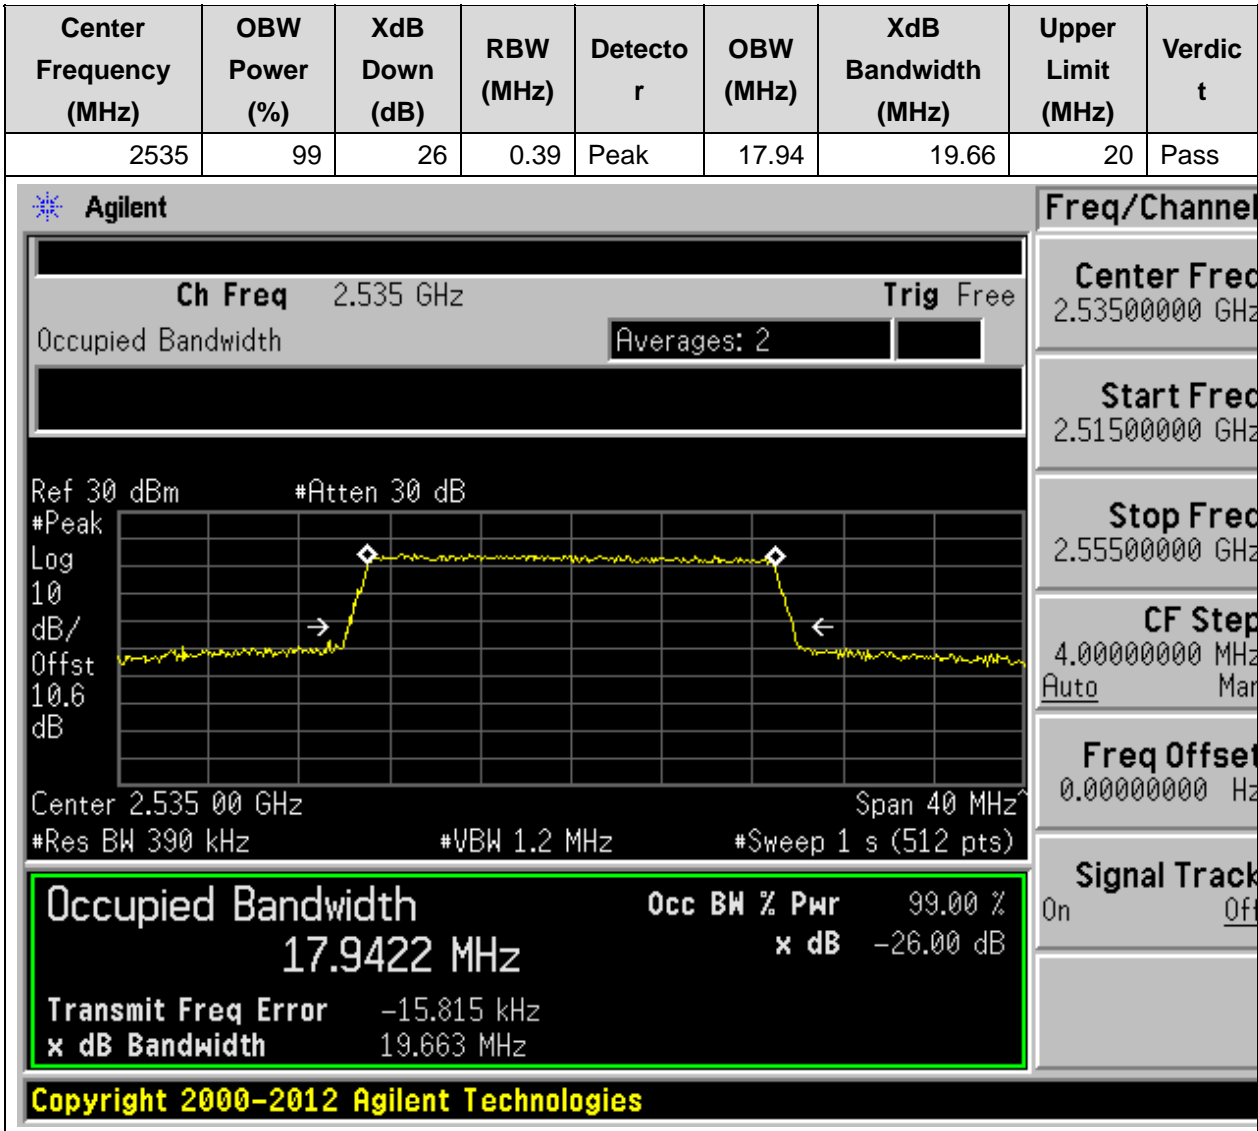 Center Frequency (MHz) OBW Power (%) XdB Down (dB) RBW (MHz) Detector OBW (MHz) XdB Bandwidth (MHz) Upper Limit (MHz) Verdict
2535 99 26 0.39 Peak 17.94 19.66 20 Pass
Agilent
Ch Freq 2.535 GHz Trig Free
Occupied Bandwidth Averages: 2
Ref 30 dBm #Atten 30 dB
#Peak
Log
10
dB/
Offst
10.6
dB
Center 2.535 00 GHz Span 40 MHz^
#Res BW 390 kHz #VBW 1.2 MHz #Sweep 1 s (512 pts)
Occupied Bandwidth Occ BW % Pwr 99.00 %
17.9422 MHz x dB -26.00 dB
Transmit Freq Error -15.815 kHz
x dB Bandwidth 19.663 MHz
Copyright 2000-2012 Agilent Technologies
Freq/Channel
Center Freq
2.53500000 GHz
Start Freq
2.51500000 GHz
Stop Freq
2.55500000 GHz
CF Step
4.00000000 MHz
Auto Man
Freq Offset
0.00000000 Hz
Signal Track
On Off